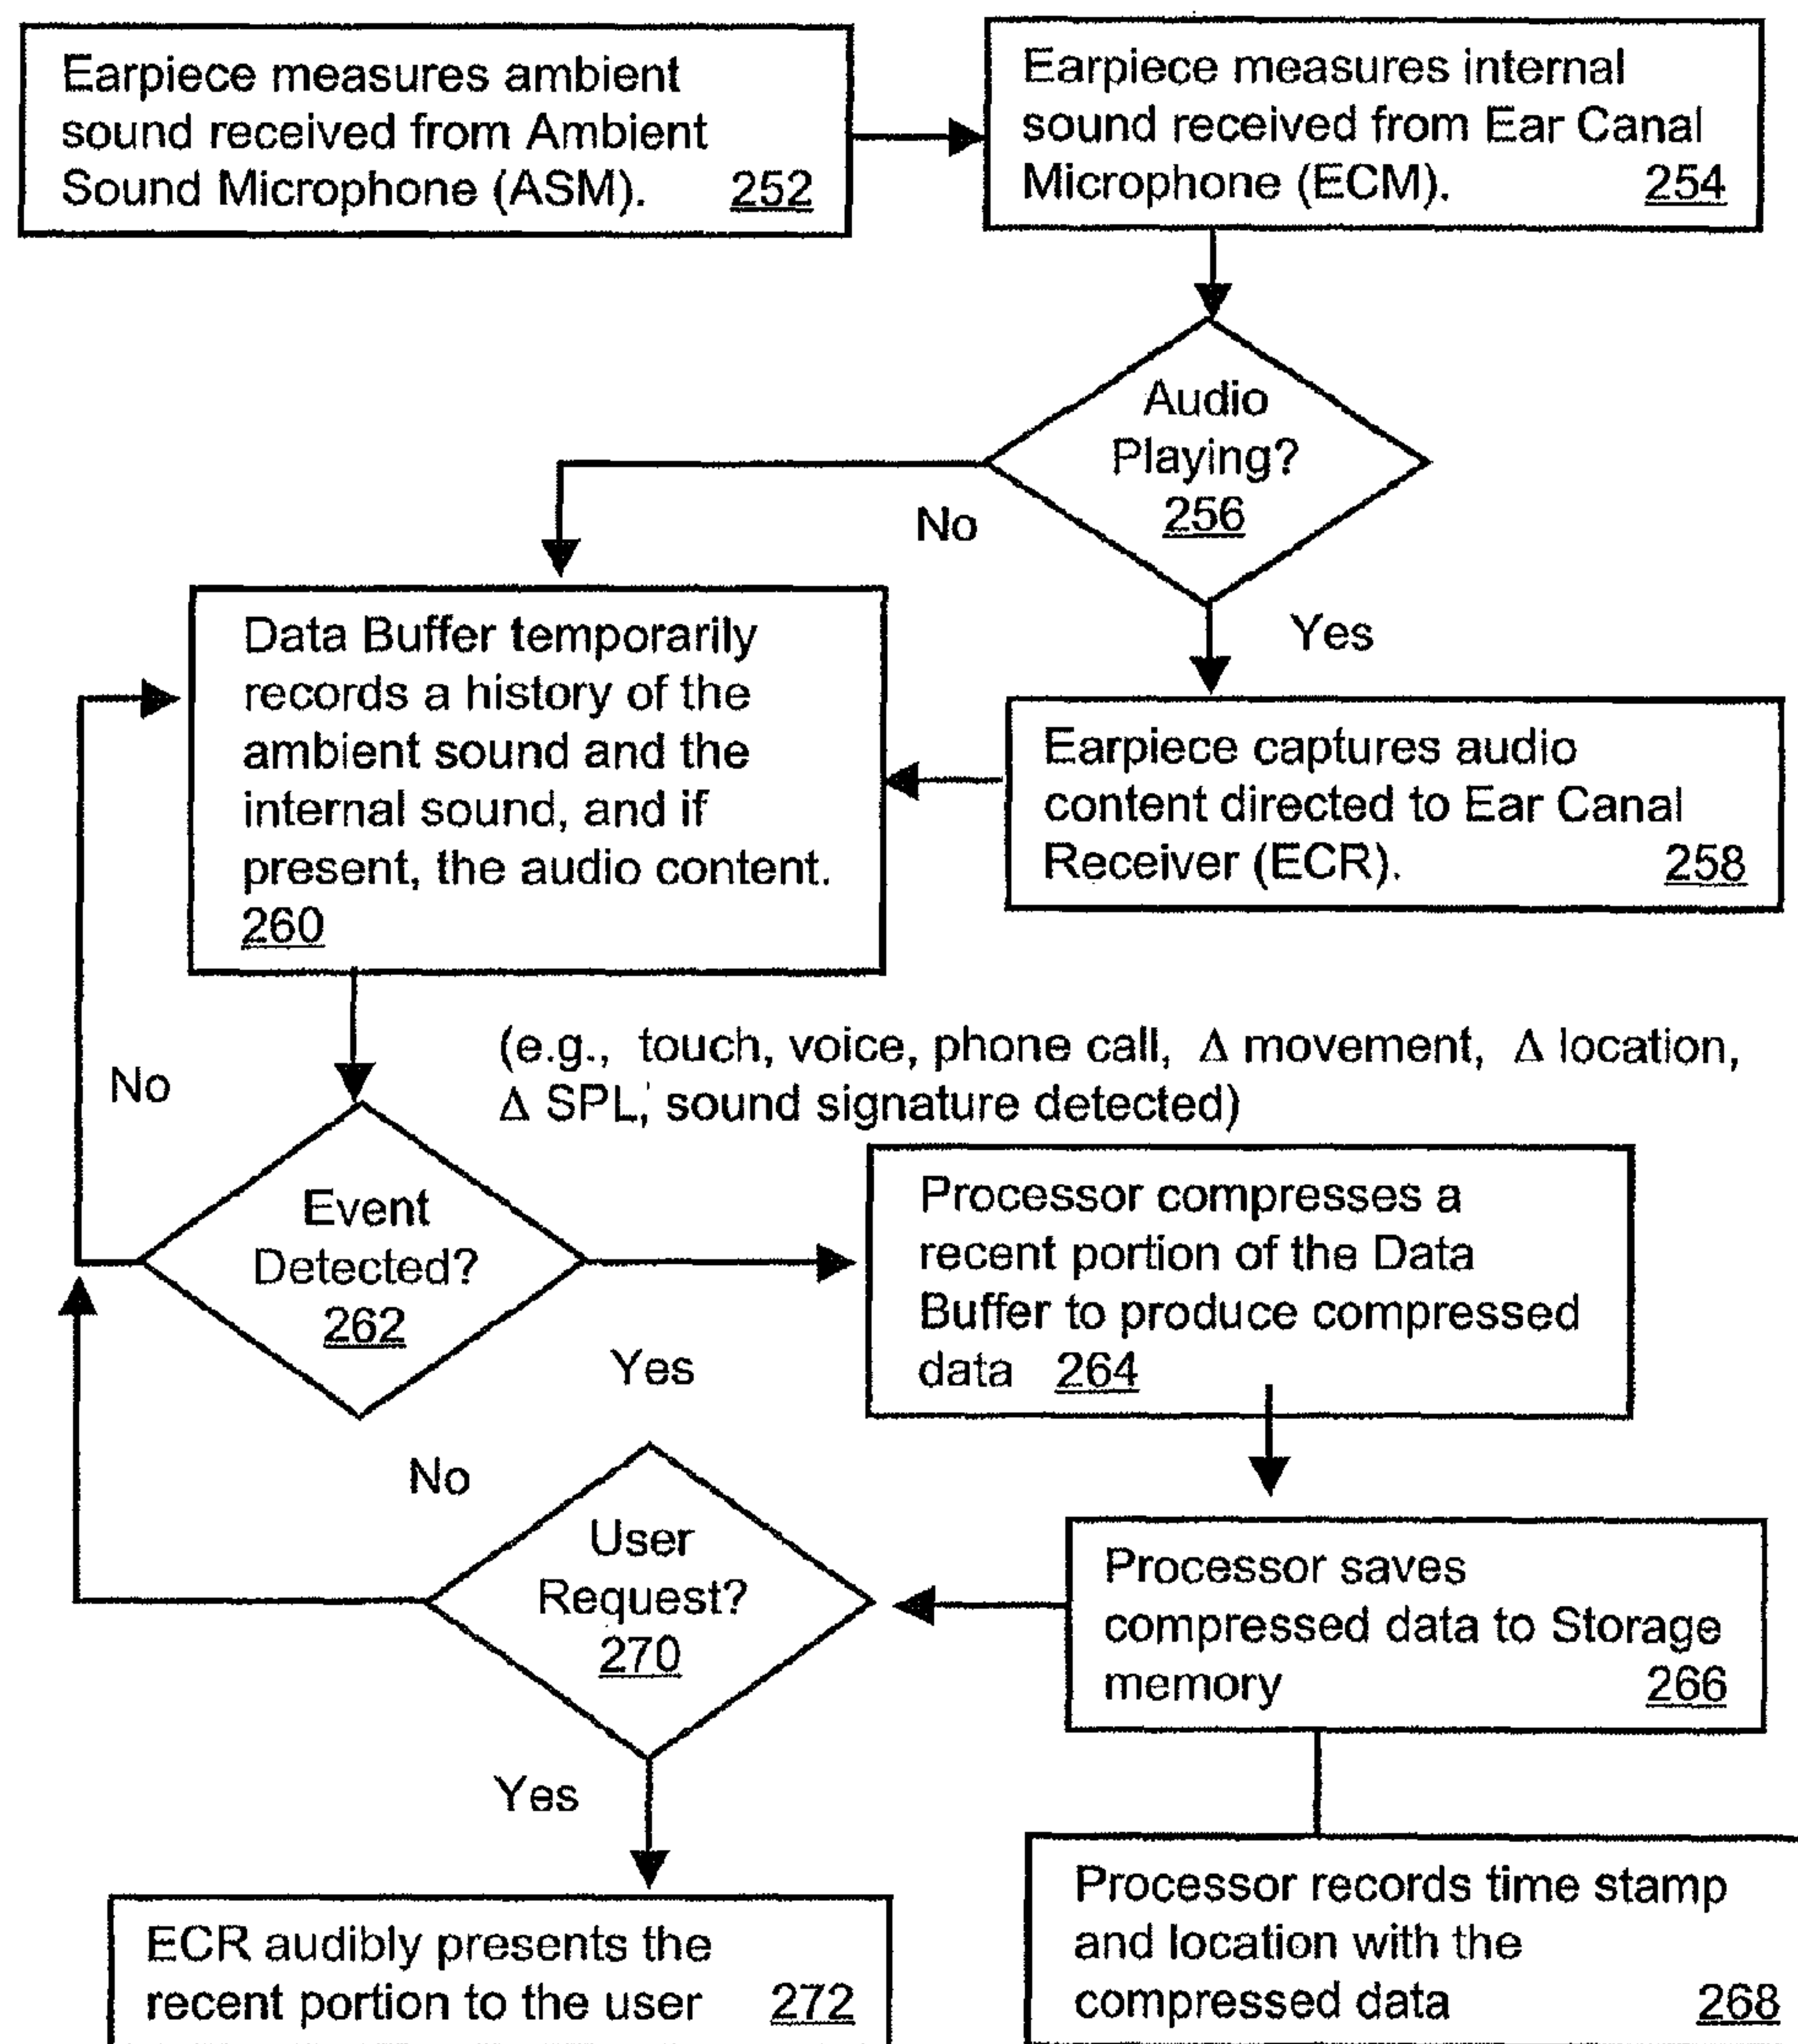 Earpiece measures ambient
sound received from Ambient
Sound Microphone (ASM). 252
Earpiece measures internal
sound received from Ear Canal
Microphone (ECM). 254
Audio
Playing?
256
No
Yes
Data Buffer temporarily
records a history of the
ambient sound and the
internal sound, and if
present, the audio content.
260
Earpiece captures audio
content directed to Ear Canal
Receiver (ECR). 258
(e.g., touch, voice, phone call, Δ movement, Δ location,
Δ SPL, sound signature detected)
No
Event
Detected?
262
Yes
Processor compresses a
recent portion of the Data
Buffer to produce compressed
data 264
No
User
Request?
270
Processor saves
compressed data to Storage
memory 266
Yes
ECR audibly presents the
recent portion to the user 272
Processor records time stamp
and location with the
compressed data 268